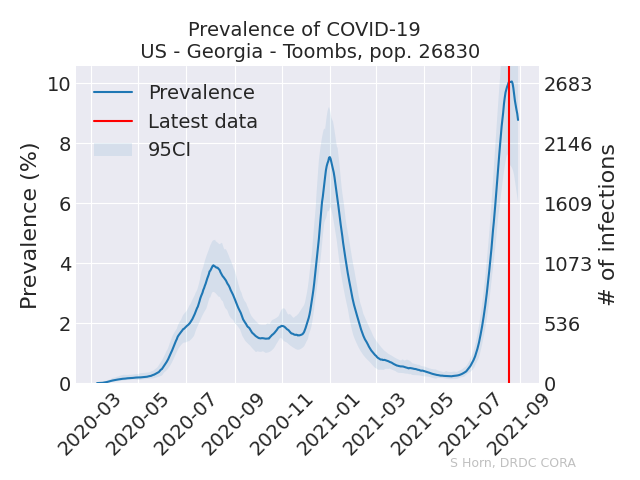 Prevalence of COVID-19
US - Georgia - Toombs, pop. 26830
Prevalence
Latest data
95CI
Prevalence (%)
10
8
6
4
2
0
2683
2146
1609
1073
536
0
# of infections
2020-03
2020-05
2020-07
2020-09
2020-11
2021-01
2021-03
2021-05
2021-07
2021-09
S Horn, DRDC CORA